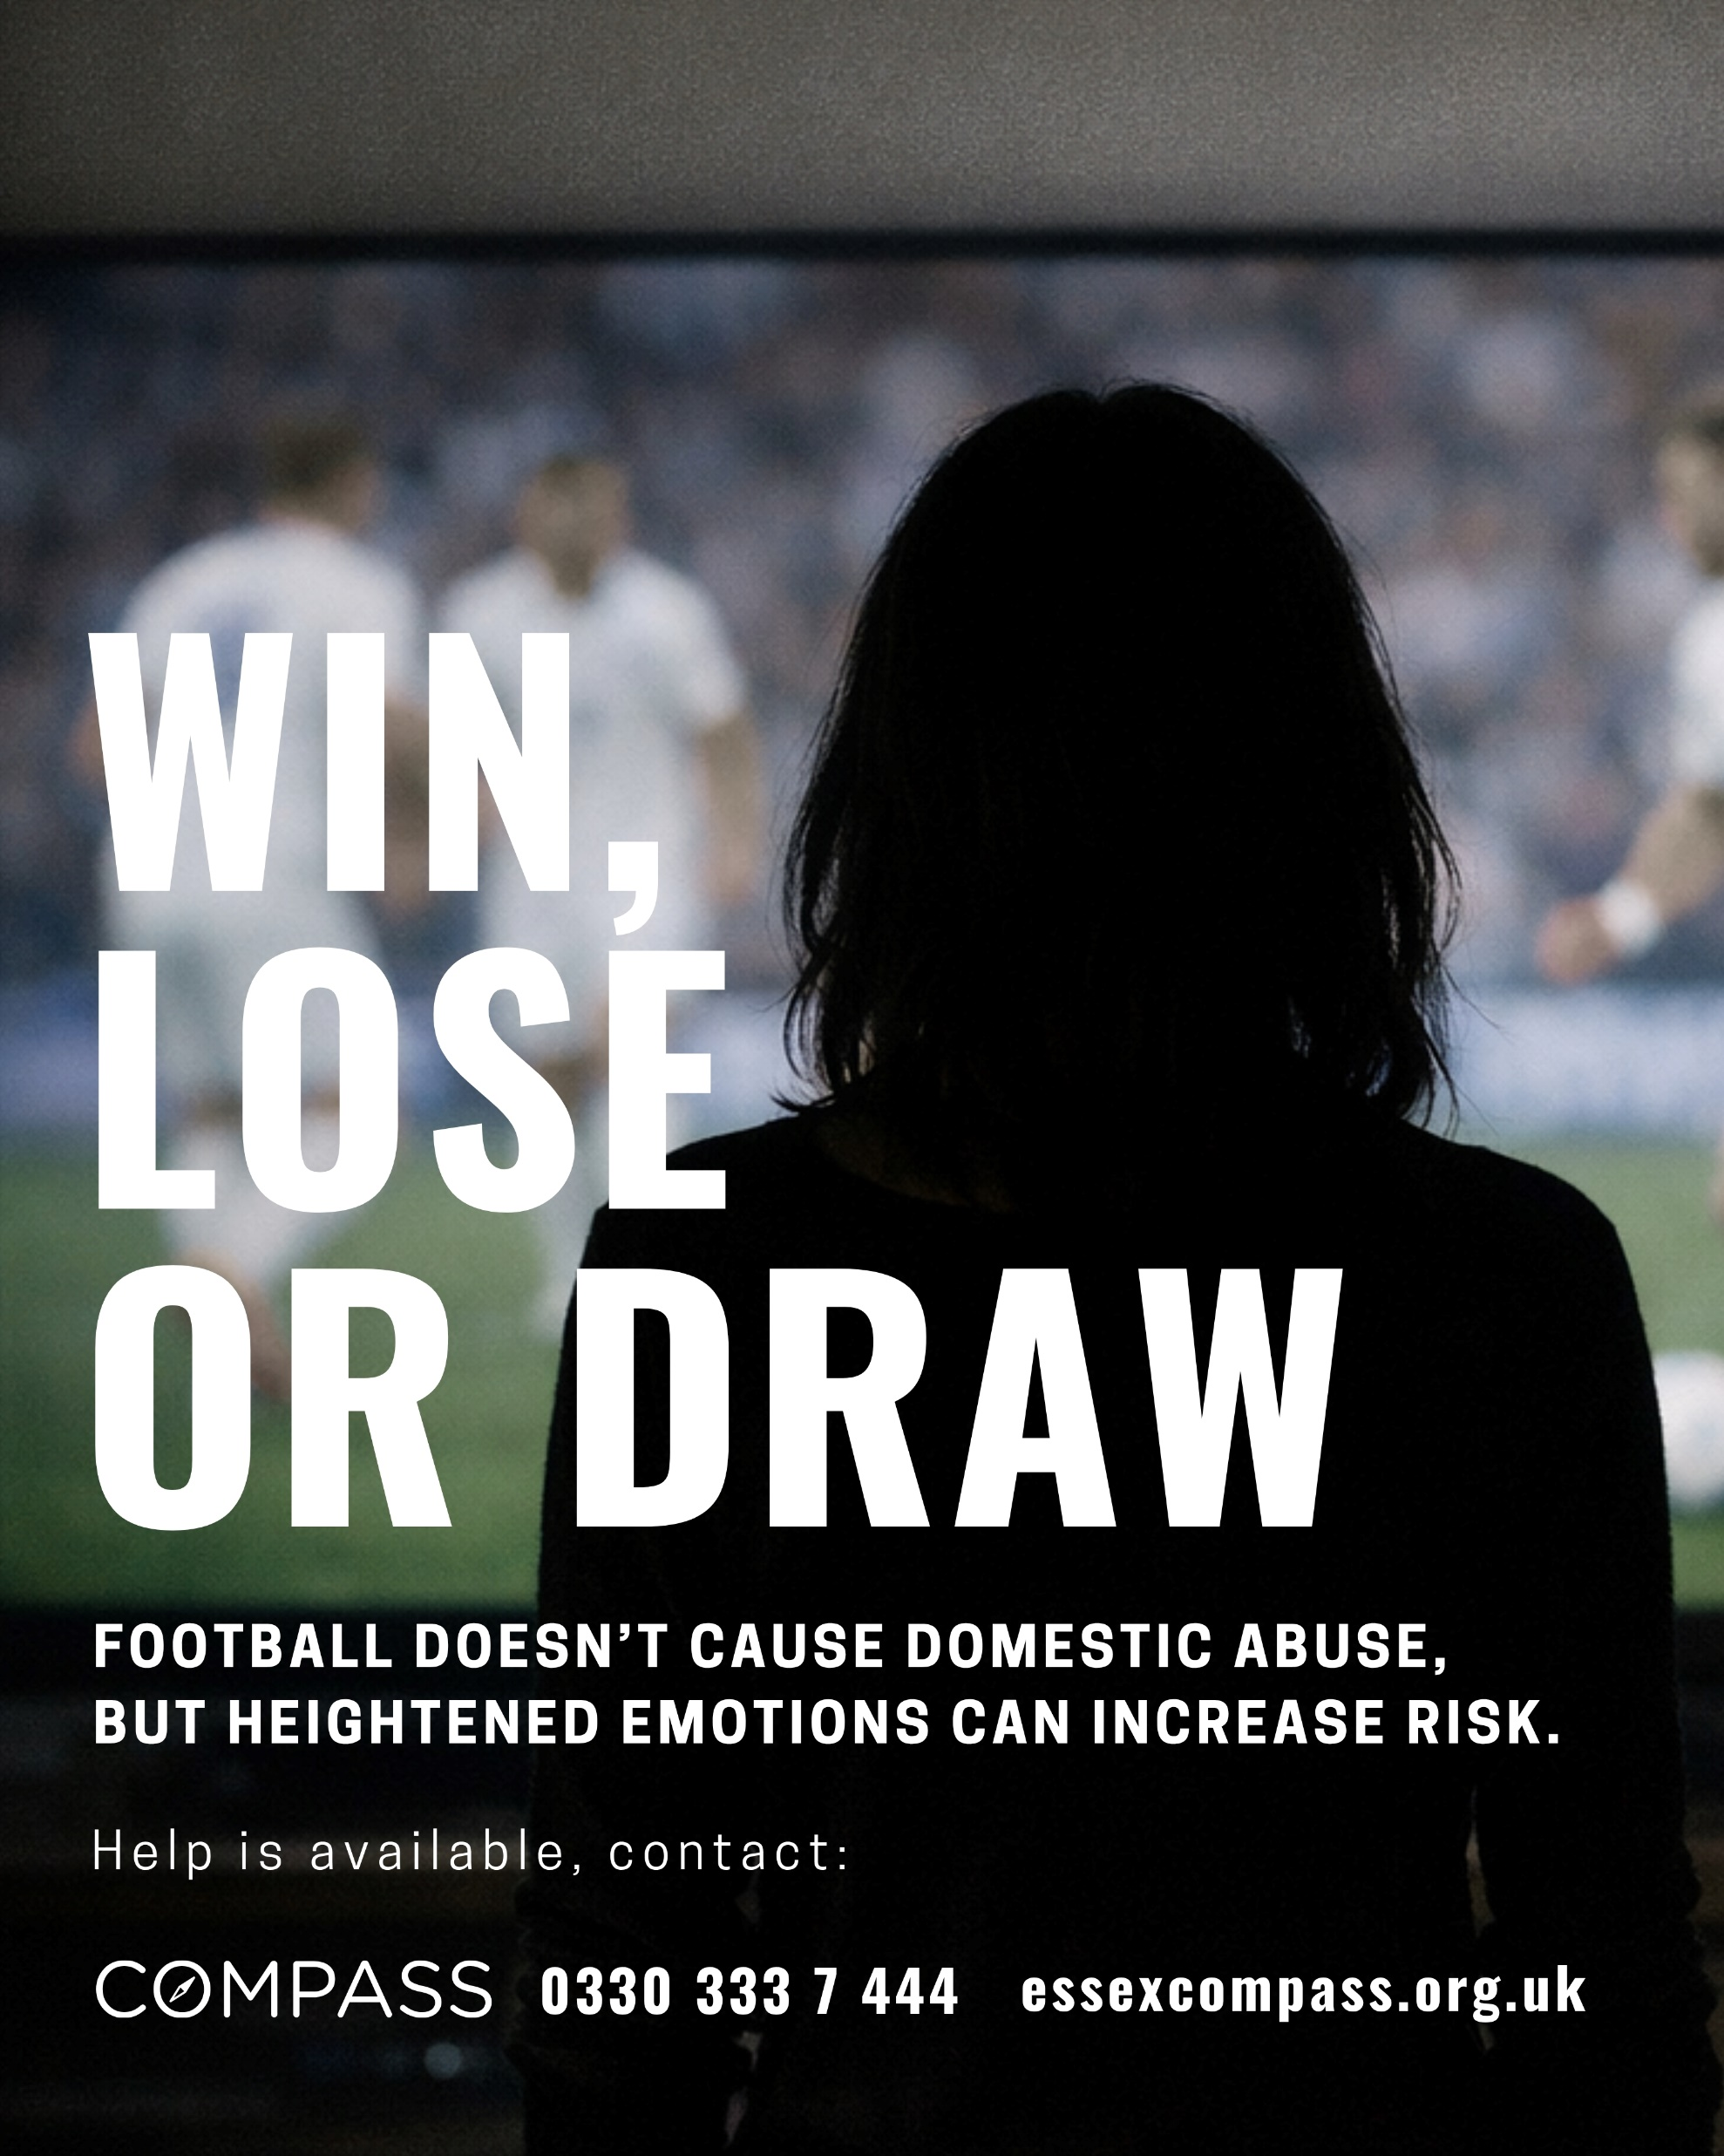 WIN,
LOSE
OR DRAW
FOOTBALL DOESN’T CAUSE DOMESTIC ABUSE,
BUT HEIGHTENED EMOTIONS CAN INCREASE RISK.
Help is available, contact:
COMPASS 0330 333 7 444 essexcompass.org.uk